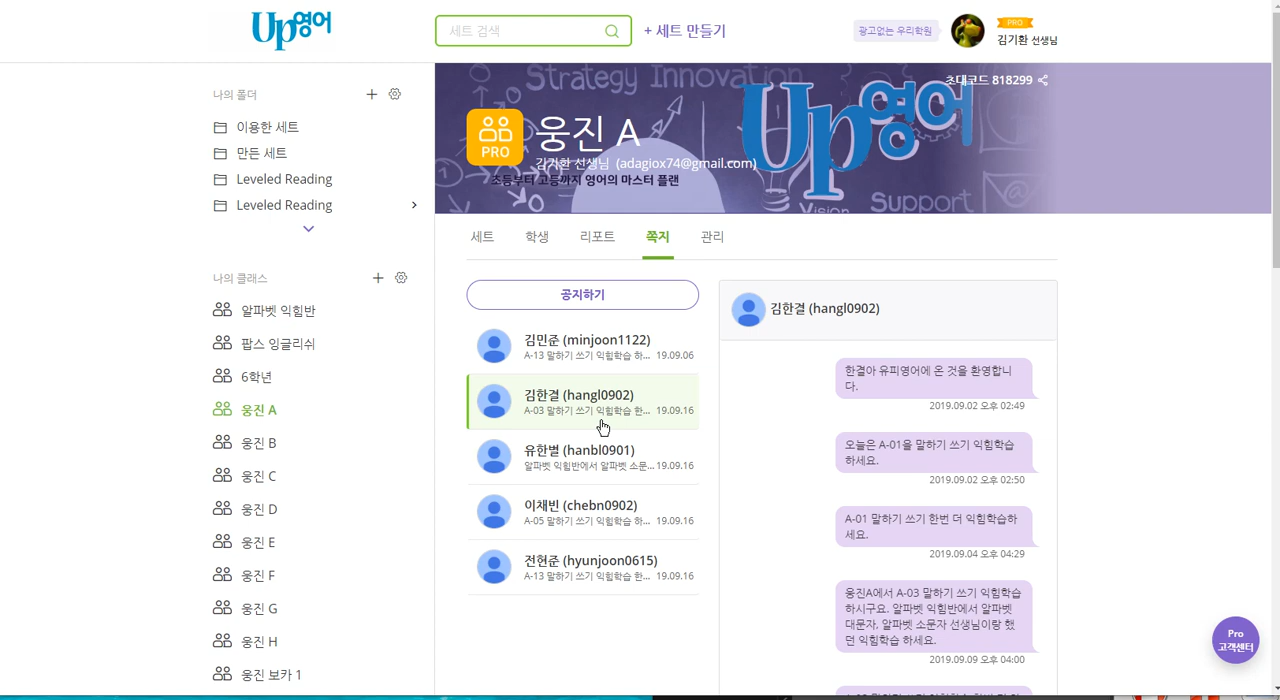 Up영어
세트 검색
+ 세트 만들기
광고없는 우리학원
PRO
김기환 선생님
나의 폴더
이용한 세트
만든 세트
Leveled Reading
Leveled Reading
나의 클래스
알파벳 익힘반
팝스 잉글리쉬
6학년
웅진 A
웅진 B
웅진 C
웅진 D
웅진 E
웅진 F
웅진 G
웅진 H
웅진 보카 1
Strategy Innovation
초대코드 818299
Up영어
PRO
웅진 A
김기환 선생님 (adagiox74@gmail.com)
초등부터 고등까지 영어의 마스터 플랜
Vision
Support
세트 학생 리포트 쪽지 관리
공지하기
김민준 (minjoon1122)
A-13 말하기 쓰기 익힘학습 하... 19.09.06
김한결 (hangl0902)
A-03 말하기 쓰기 익힘학습 한... 19.09.16
유한별 (hanbl0901)
알파벳 익힘반에서 알파벳 소문... 19.09.16
이채빈 (chebn0902)
A-05 말하기 쓰기 익힘학습 하... 19.09.16
전현준 (hyunjoon0615)
A-13 말하기 쓰기 익힘학습 한... 19.09.16
김한결 (hangl0902)
한결아 유피영어에 온 것을 환영합니
다.
2019.09.02 오후 02:49
오늘은 A-01을 말하기 쓰기 익힘학습
하세요.
2019.09.02 오후 02:50
A-01 말하기 쓰기 한번 더 익힘학습하
세요.
2019.09.04 오후 04:29
웅진A에서 A-03 말하기 쓰기 익힘학습
하시구요. 알파벳 익힘반에서 알파벳
대문자, 알파벳 소문자 선생님이랑 했
던 익힘학습 하세요.
2019.09.09 오후 04:00
Pro
고객센터